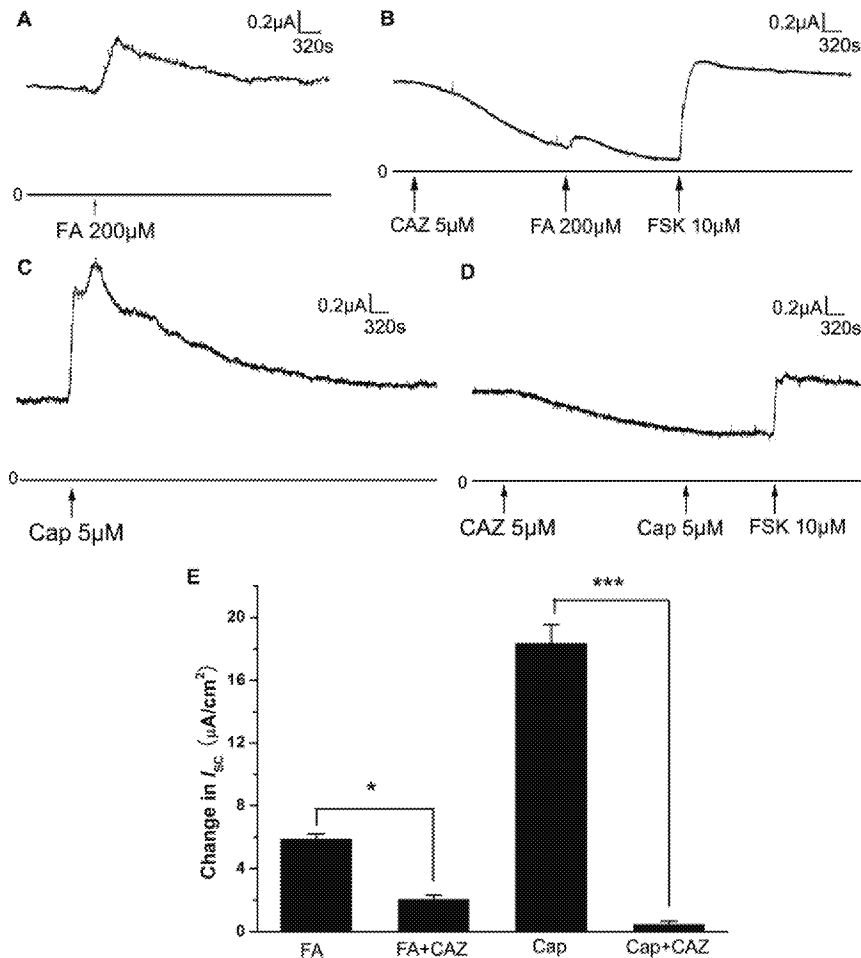 A
0.2μA
320s
0
FA 200μM
B
0.2μA
320s
0
CAZ 5μM
FA 200μM
FSK 10μM
C
0.2μA
320s
0
Cap 5μM
D
0.2μA
320s
0
CAZ 5μM
Cap 5μM
FSK 10μM
E
Change in Isc (μA/cm²)
20
16
12
8
4
0
*
***
FA
FA+CAZ
Cap
Cap+CAZ